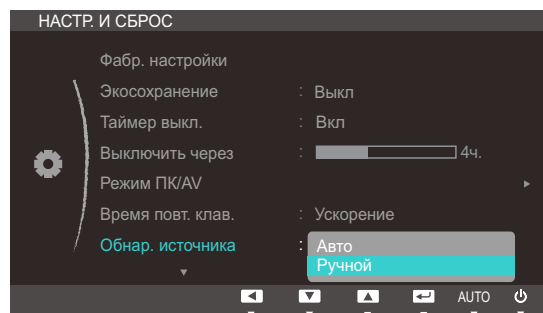 НАСТР. И СБРОС
Фабр. настройки
Экосохранение : Выкл
Таймер выкл. : Вкл
Выключить через : 4ч.
Режим ПК/AV
Время повт. клав. : Ускорение
Обнар. источника : Авто
Ручной
AUTO